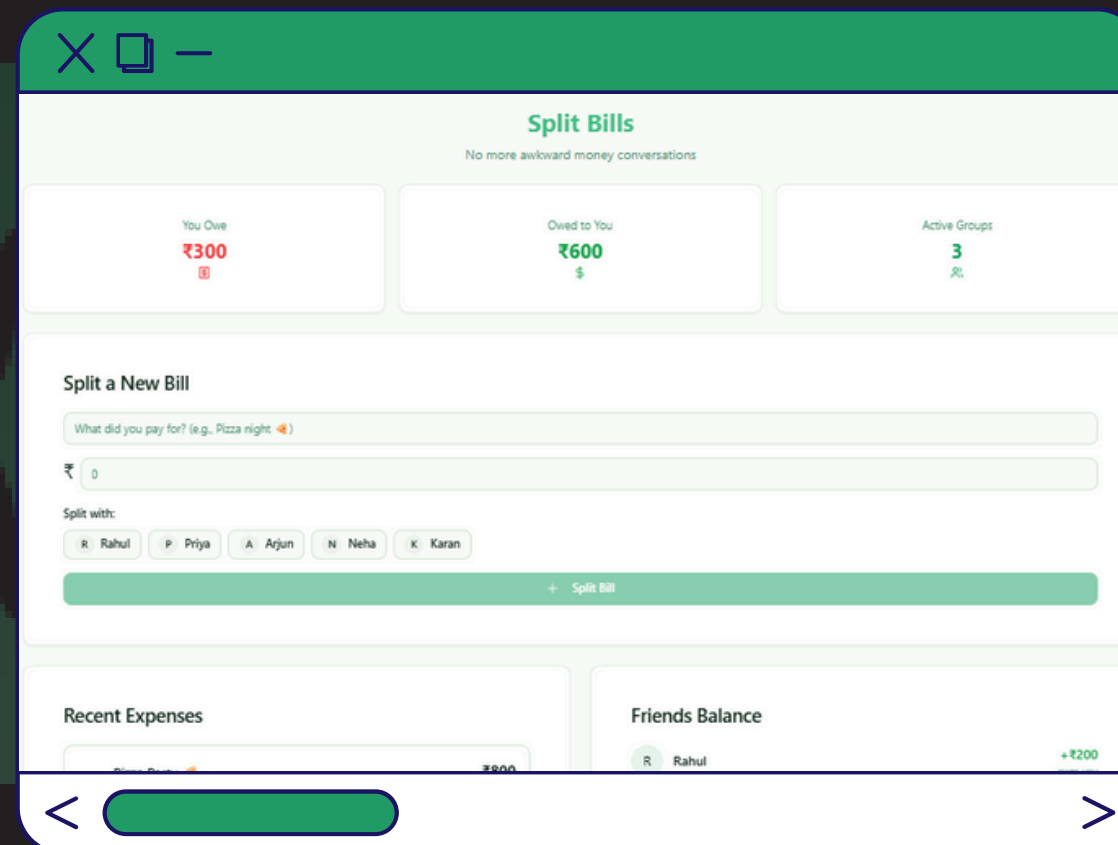 Split Bills
No more awkward money conversations
You Owe
₹300
Owed to You
₹600
$
Active Groups
3
Split a New Bill
What did you pay for? (e.g., Pizza night 🍕)
₹ 0
Split with:
R Rahul P Priya A Arjun N Neha K Karan
+ Split Bill
Recent Expenses
Pizza Party 🍕 ₹800
Friends Balance
R Rahul +₹200